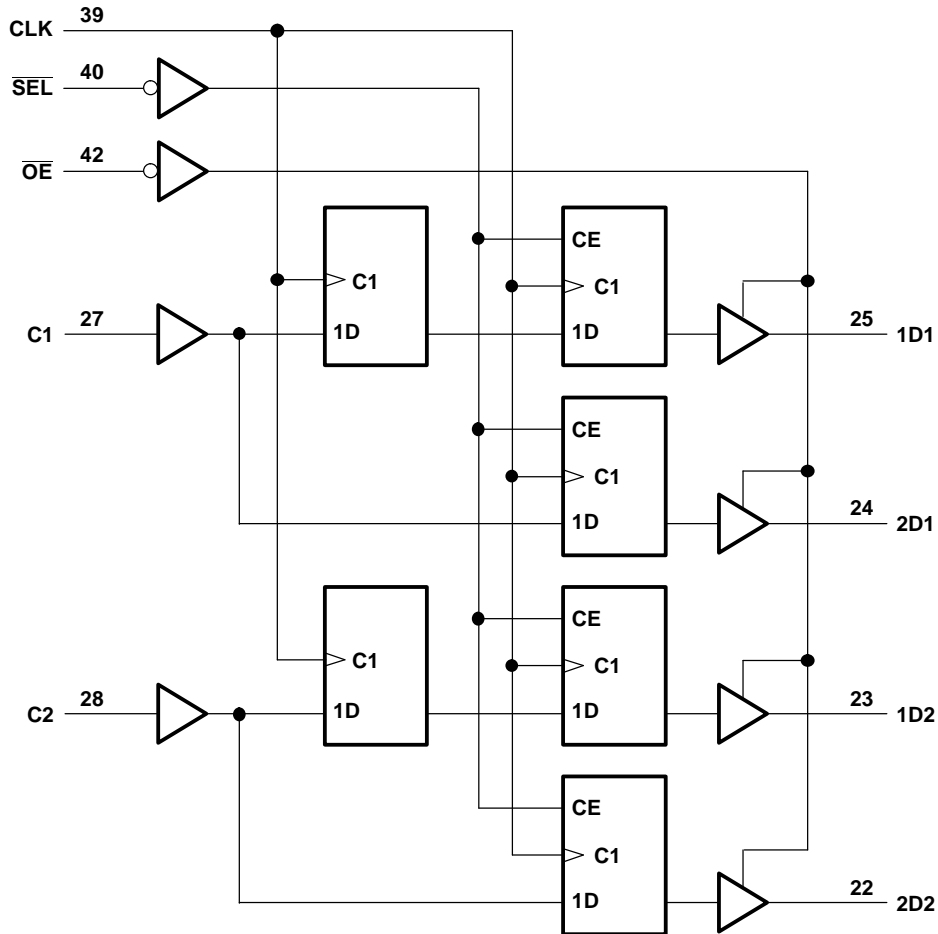 CLK 39
SEL 40
OE 42
CE
C1 C1
C1 27 1D 1D 25 1D1
CE
C1
1D 24 2D1
CE
C1 C1
C2 28 1D 1D 23 1D2
CE
C1
1D 22 2D2